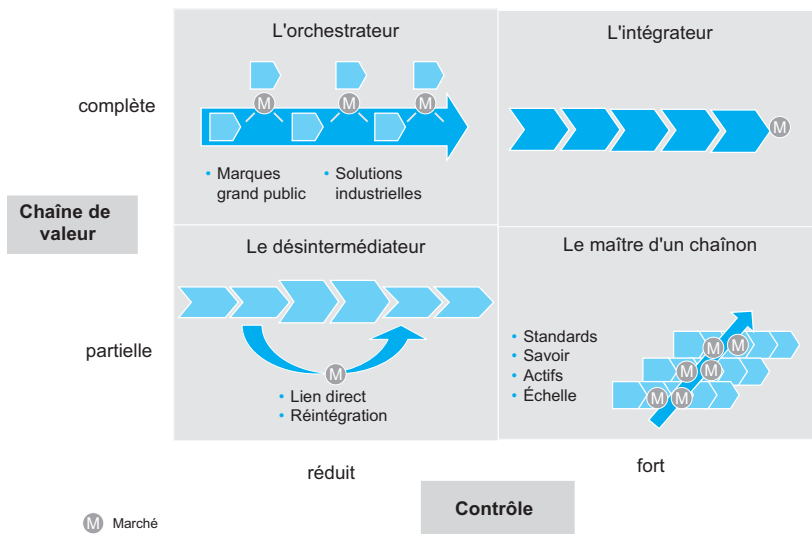 L'orchestrateur
L'intégrateur
complète
M
M
M
M
• Marques
grand public
• Solutions
industrielles
Chaîne de
valeur
Le désintermédiateur
Le maître d'un chaînon
partielle
M
• Lien direct
• Réintégration
• Standards
• Savoir
• Actifs
• Échelle
M
M
M
M
M
M
réduit
fort
Contrôle
M Marché